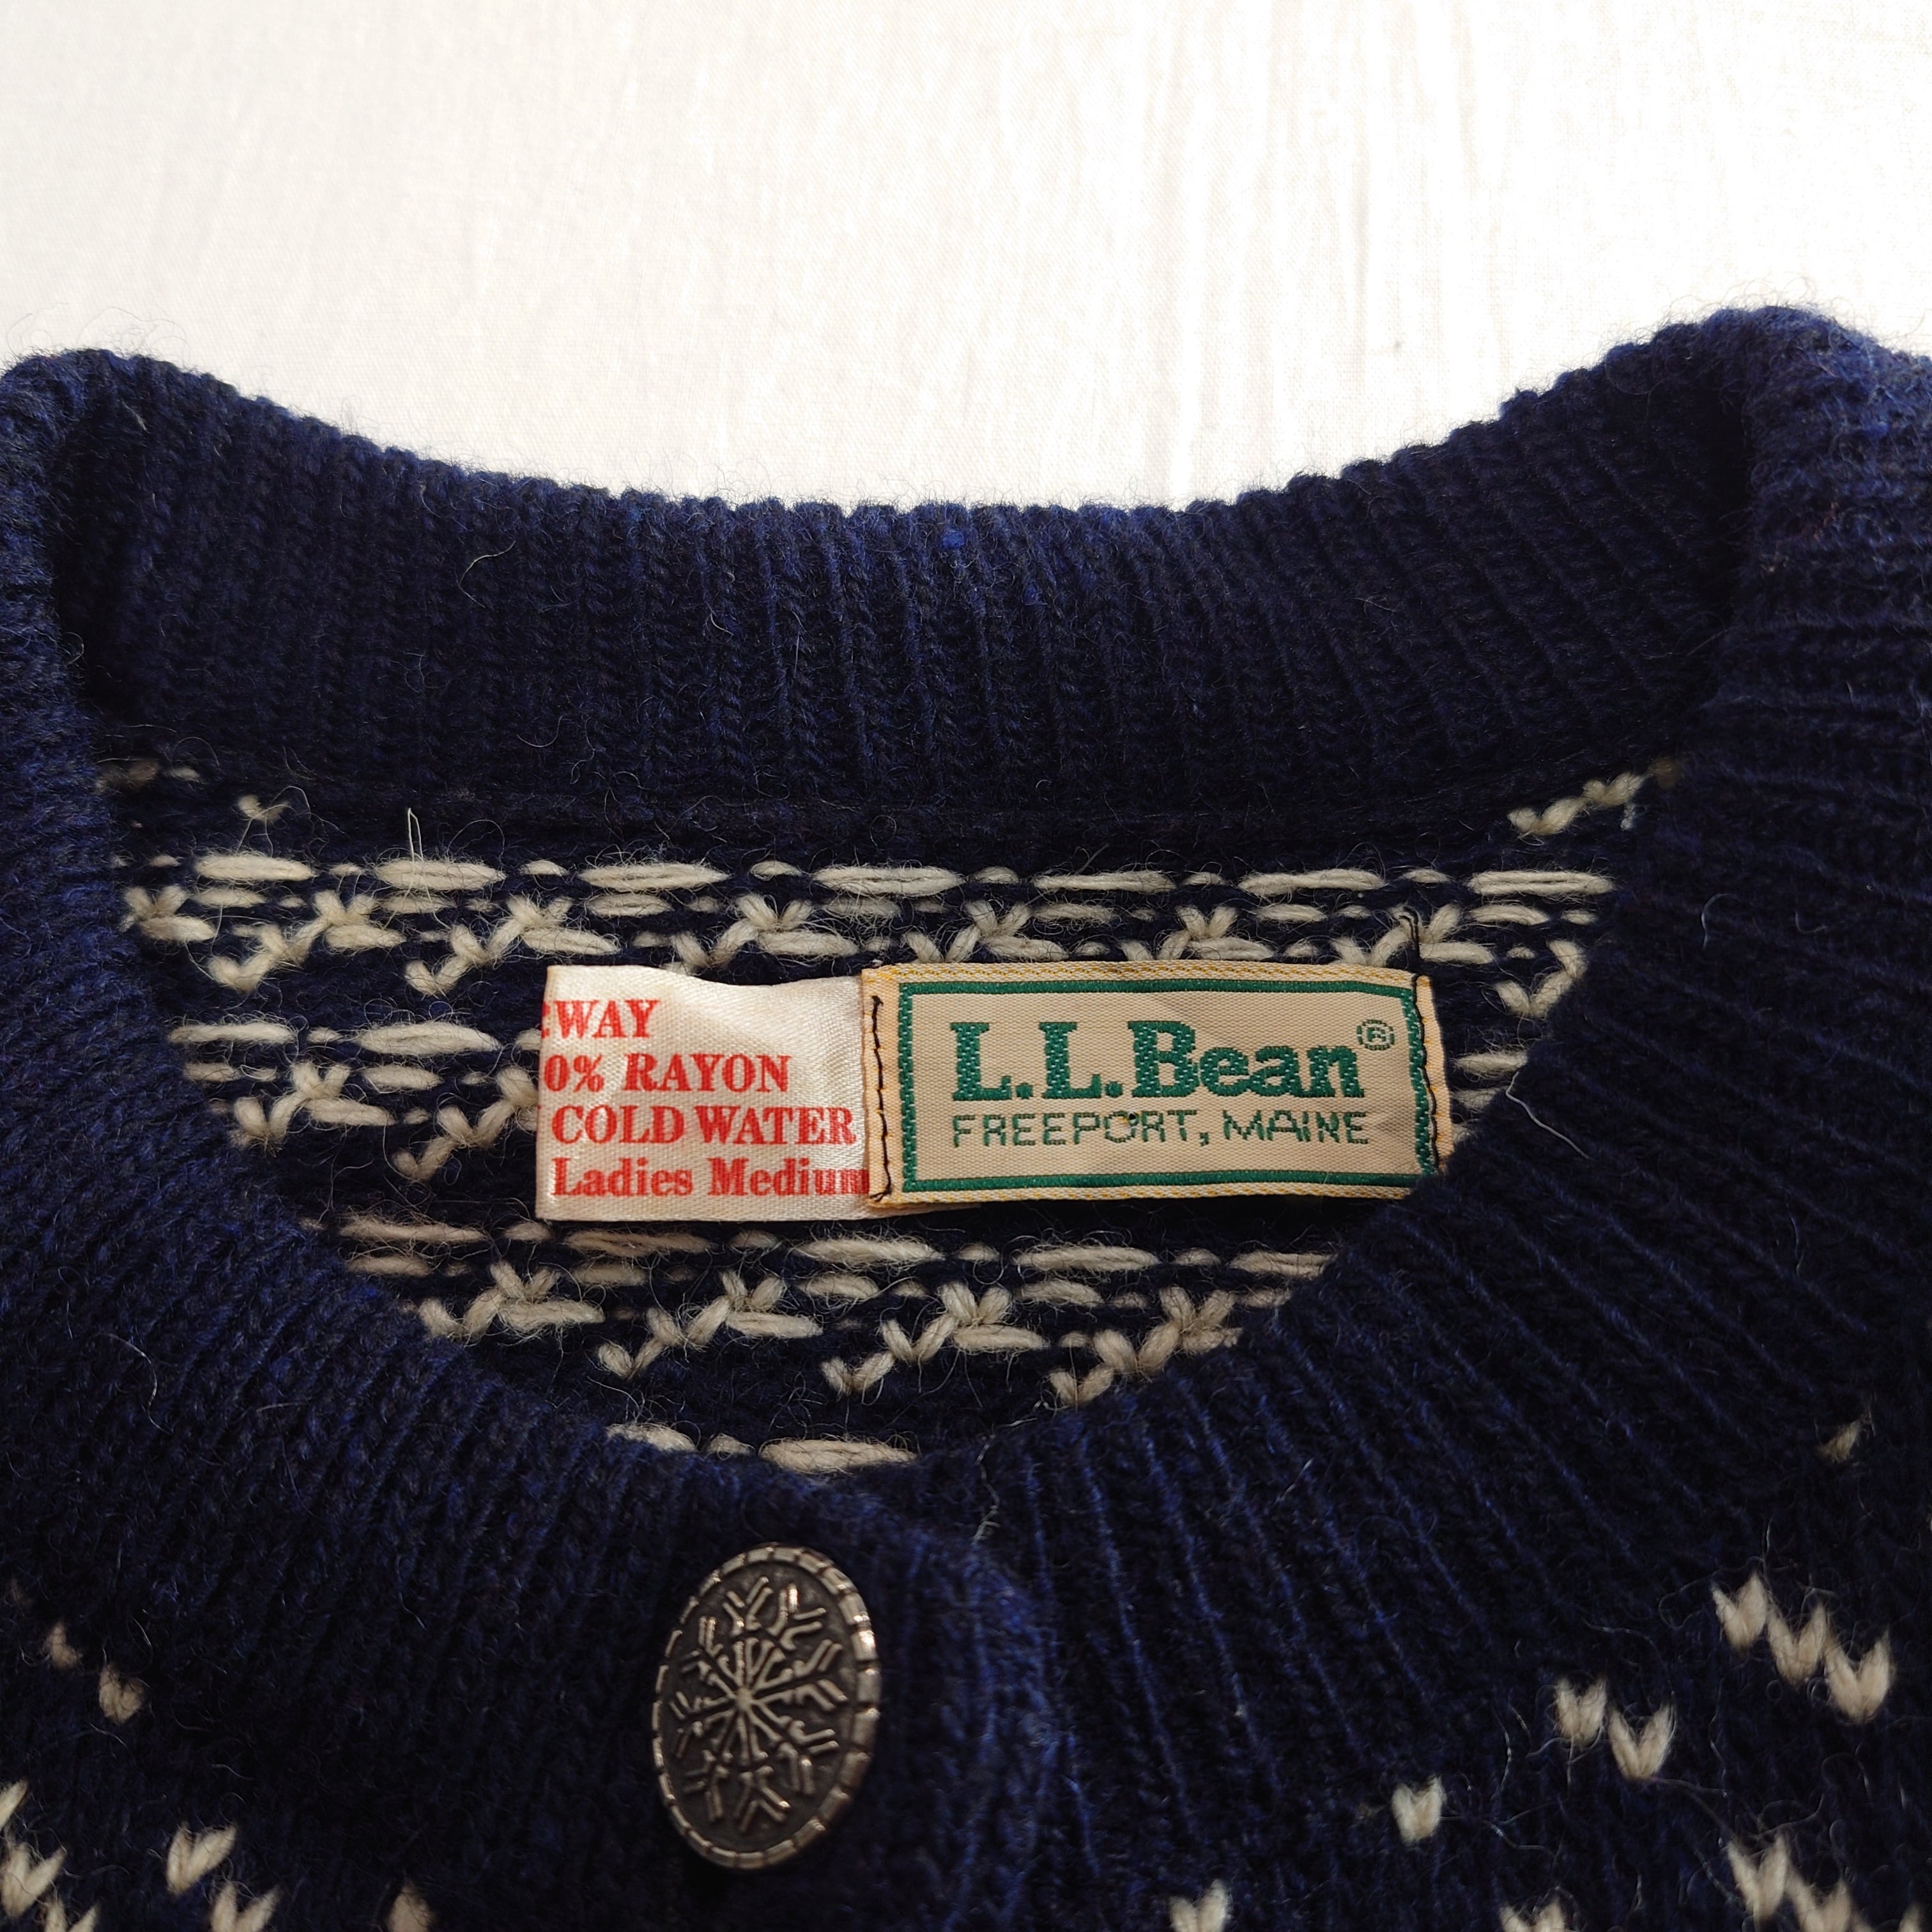 WAY
0% RAYON
COLD WATER
Ladies Medium
L.L.Bean®
FREEPORT, MAINE